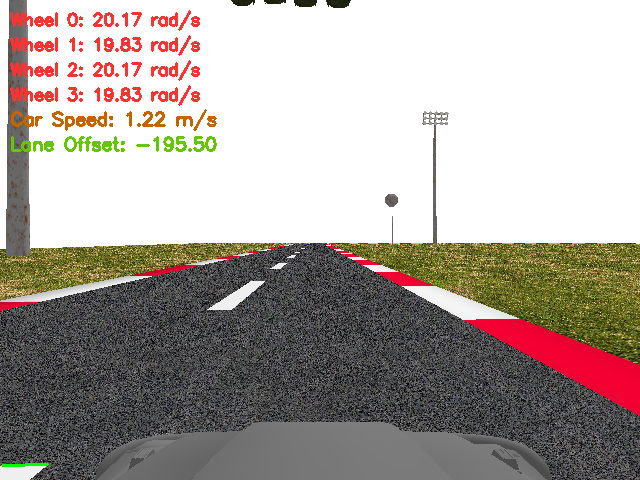 Wheel 0: 20.17 rad/s
Wheel 1: 19.83 rad/s
Wheel 2: 20.17 rad/s
Wheel 3: 19.83 rad/s
Car Speed: 1.22 m/s
Lane Offset: -195.50